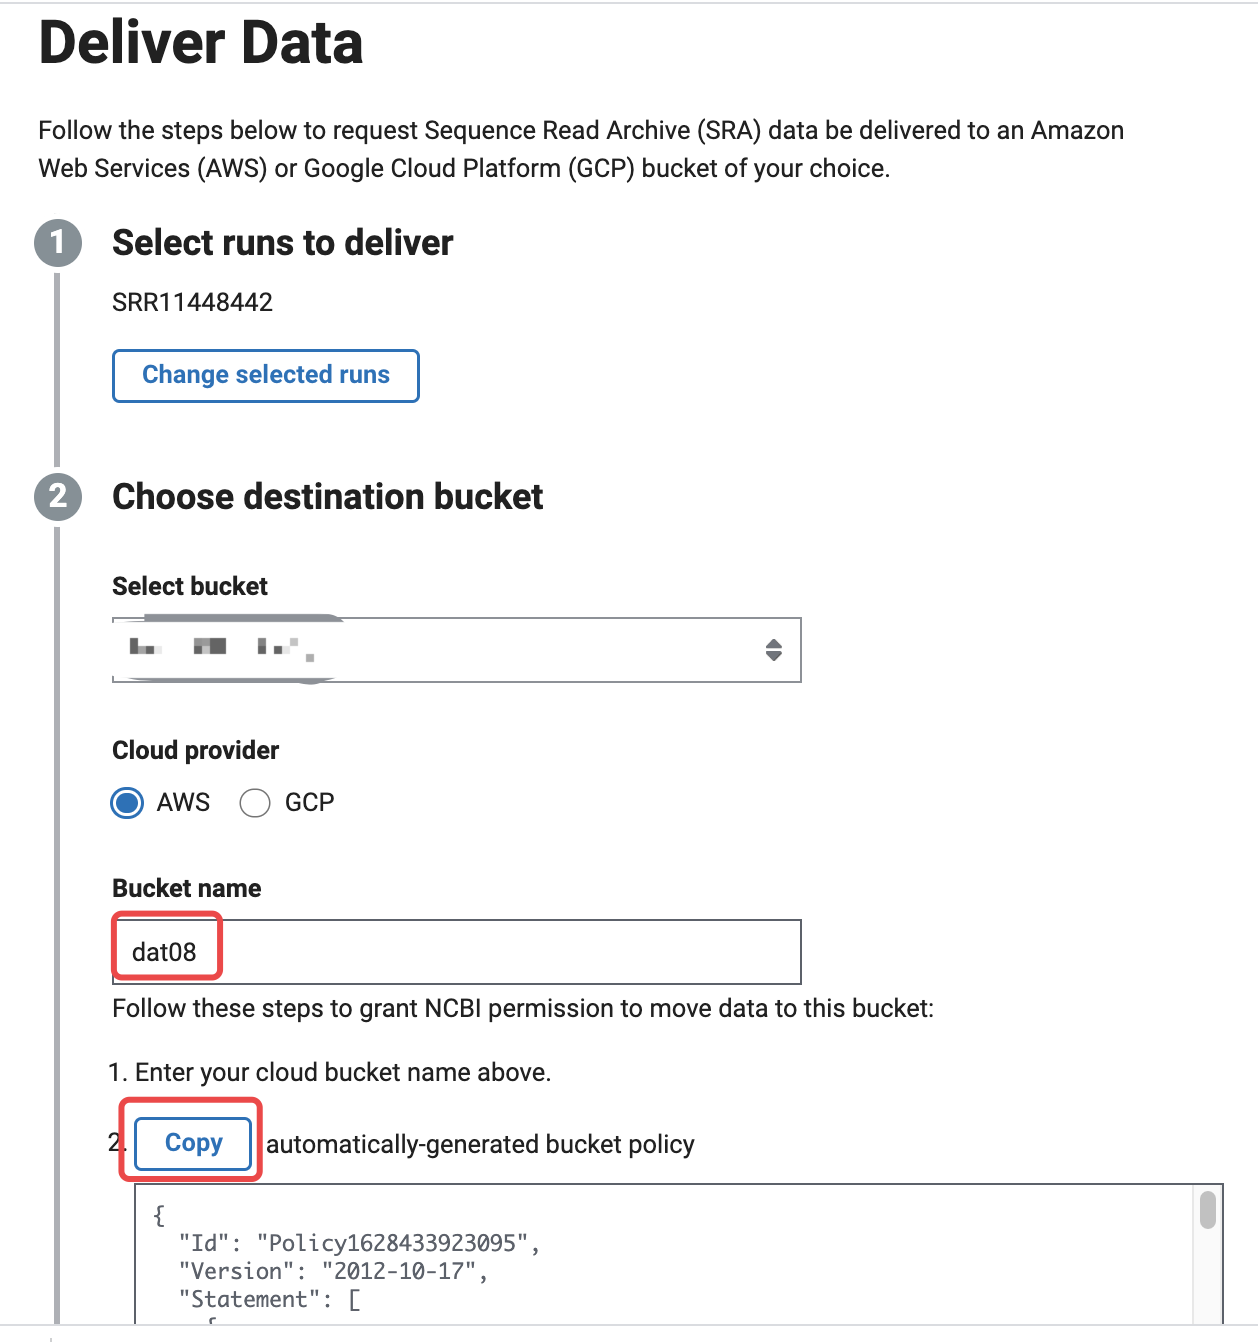 Deliver Data
Follow the steps below to request Sequence Read Archive (SRA) data be delivered to an Amazon
Web Services (AWS) or Google Cloud Platform (GCP) bucket of your choice.
1 Select runs to deliver
SRR11448442
Change selected runs
2 Choose destination bucket
Select bucket
Cloud provider
AWS GCP
Bucket name
dat08
Follow these steps to grant NCBI permission to move data to this bucket:
1. Enter your cloud bucket name above.
2. Copy automatically-generated bucket policy
{
"Id": "Policy1628433923095",
"Version": "2012-10-17",
"Statement": [